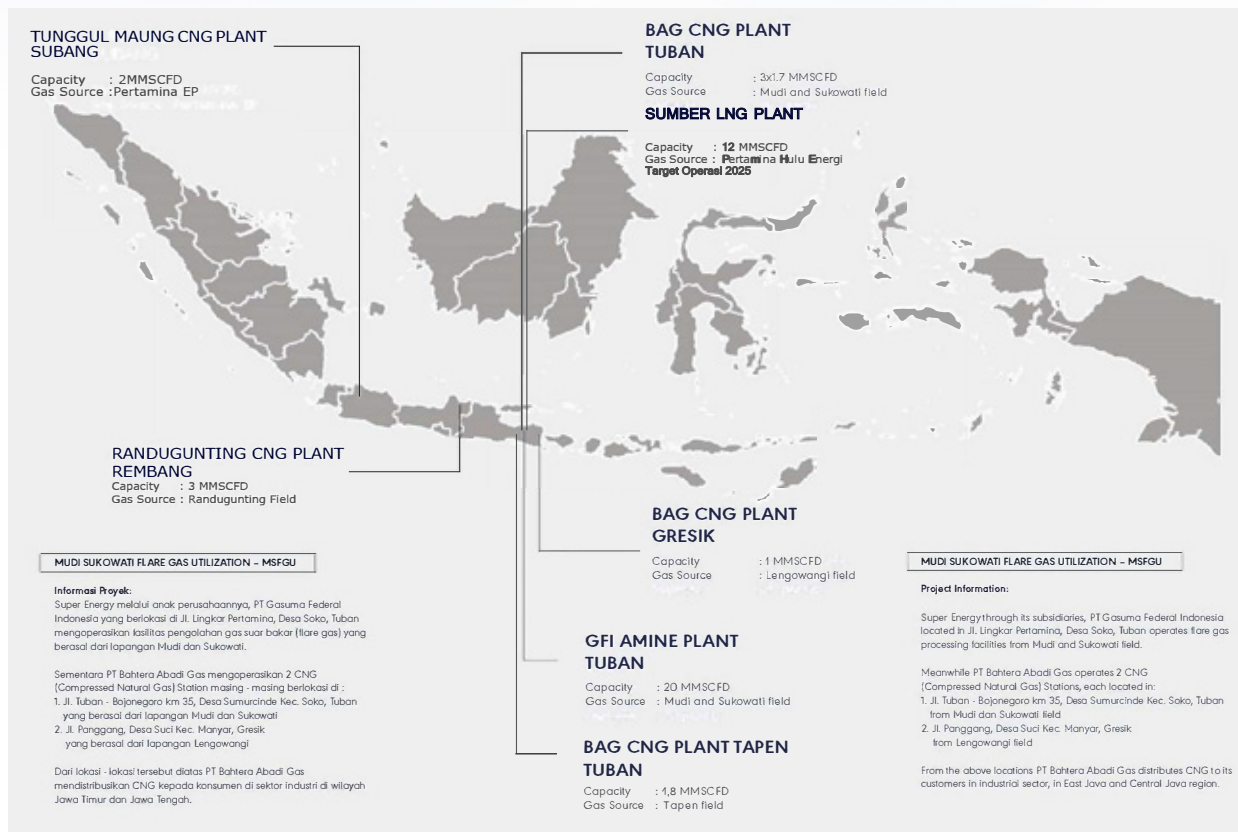 TUNGGUL MAUNG CNG PLANT
SUBANG
Capacity : 2MMSCFD
Gas Source :Pertamina EP
BAG CNG PLANT
TUBAN
Capacity : 3x1.7 MMSCFD
Gas Source : Mudi and Sukowati field
SUMBER LNG PLANT
Capacity : 12 MMSCFD
Gas Source : Pertamina Hulu Energi
Target Operasi 2025
RANDUGUNTING CNG PLANT
REMBANG
Capacity : 3 MMSCFD
Gas Source : Randugunting Field
BAG CNG PLANT
GRESIK
Capacity : 1 MMSCFD
Gas Source : Lengowangi field
GFI AMINE PLANT
TUBAN
Capacity : 20 MMSCFD
Gas Source : Mudi and Sukowati field
BAG CNG PLANT TAPEN
TUBAN
Capacity : 1,8 MMSCFD
Gas Source : Tapen field
MUDI SUKOWATI FLARE GAS UTILIZATION – MSFGU
Informasi Proyek:
Super Energy melalui anak perusahaannya, PT Gasuma Federal
Indonesia yang berlokasi di Jl. Lingkar Pertamina, Desa Soko, Tuban
mengoperasikan fasilitas pengolahan gas suar bakar (flare gas) yang
berasal dari lapangan Mudi dan Sukowati.
Sementara PT Bahtera Abadi Gas mengoperasikan 2 CNG
(Compressed Natural Gas) Station masing - masing berlokasi di :
1. Jl. Tuban - Bojonegoro km 35, Desa Sumurcinde Kec. Soko, Tuban
yang berasal dari lapangan Mudi dan Sukowati
2. Jl. Panggang, Desa Suci Kec. Manyar, Gresik
yang berasal dari lapangan Lengowangi
Dari lokasi - lokasi tersebut diatas PT Bahtera Abadi Gas
mendistribusikan CNG kepada konsumen di sektor industri di wilayah
Jawa Timur dan Jawa Tengah.
MUDI SUKOWATI FLARE GAS UTILIZATION – MSFGU
Project Information:
Super Energy through its subsidiaries, PT Gasuma Federal Indonesia
located in Jl. Lingkar Pertamina, Desa Soko, Tuban operates flare gas
processing facilities from Mudi and Sukowati field.
Meanwhile PT Bahtera Abadi Gas operates 2 CNG
(Compressed Natural Gas) Stations, each located in:
1. Jl. Tuban - Bojonegoro km 35, Desa Sumurcinde Kec. Soko, Tuban
from Mudi dan Sukowati field
2. Jl. Panggang, Desa Suci Kec. Manyar, Gresik
from Lengowangi field
From the above locations PT Bahtera Abadi Gas distributes CNG to its
customers in industrial sector, in East Java and Central Java region.